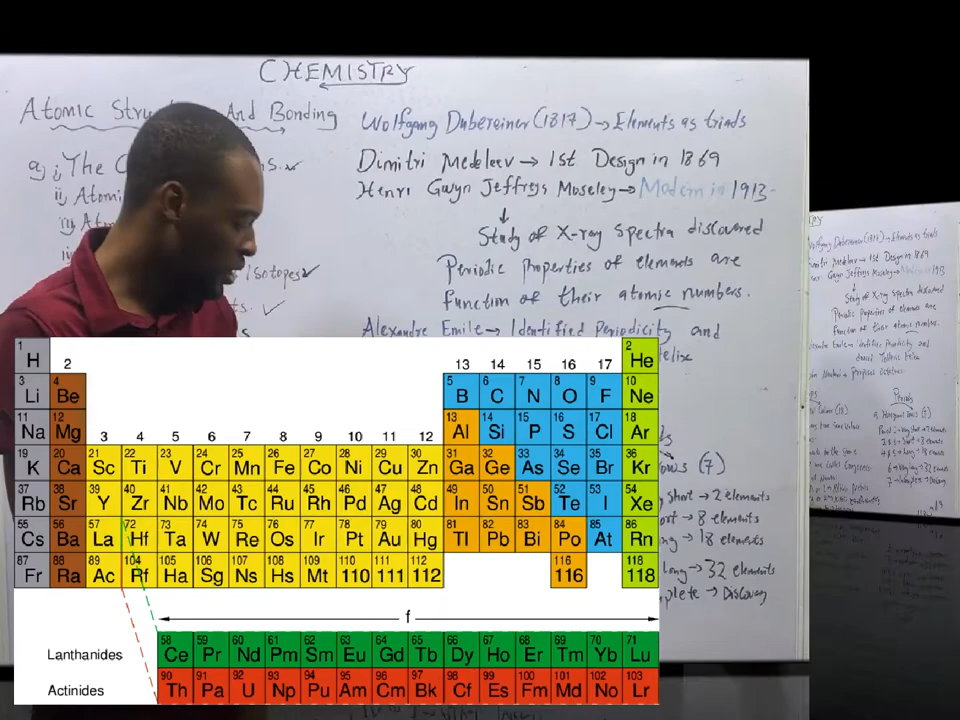 CHEMISTRY
Atomic Struc And Bonding
a) i, The C ns.
ii, Atomi
iii, Atom
Isotopes
Wolfgang Dubereiner (1817) → Elements as triads
Dimitri Medeleev → 1st Design in 1869
Henri Gwyn Jeffreys Moseley → Modern in 1913
Study of X-ray spectra discovered
Periodic Properties of elements are
function of their atomic numbers.
Alexandre Emile → Identified Periodicity and
(7)
short → 2 elements
ort → 8 elements
ng → 18 elements
Long → 32 elements
plete → Discovery
1 H 2 2 He
13 14 15 16 17
3 Li 4 Be 5 B 6 C 7 N 8 O 9 F 10 Ne
11 Na 12 Mg 13 Al 14 Si 15 P 16 S 17 Cl 18 Ar
3 4 5 6 7 8 9 10 11 12
19 K 20 Ca 21 Sc 22 Ti 23 V 24 Cr 25 Mn 26 Fe 27 Co 28 Ni 29 Cu 30 Zn 31 Ga 32 Ge 33 As 34 Se 35 Br 36 Kr
37 Rb 38 Sr 39 Y 40 Zr 41 Nb 42 Mo 43 Tc 44 Ru 45 Rh 46 Pd 47 Ag 48 Cd 49 In 50 Sn 51 Sb 52 Te 53 I 54 Xe
55 Cs 56 Ba 57 La 72 Hf 73 Ta 74 W 75 Re 76 Os 77 Ir 78 Pt 79 Au 80 Hg 81 Tl 82 Pb 83 Bi 84 Po 85 At 86 Rn
87 Fr 88 Ra 89 Ac 104 Rf 105 Ha 106 Sg 107 Ns 108 Hs 109 Mt 110 110 111 111 112 112 116 116 118 118
f
Lanthanides 58 Ce 59 Pr 60 Nd 61 Pm 62 Sm 63 Eu 64 Gd 65 Tb 66 Dy 67 Ho 68 Er 69 Tm 70 Yb 71 Lu
Actinides 90 Th 91 Pa 92 U 93 Np 94 Pu 95 Am 96 Cm 97 Bk 98 Cf 99 Es 100 Fm 101 Md 102 No 103 Lr